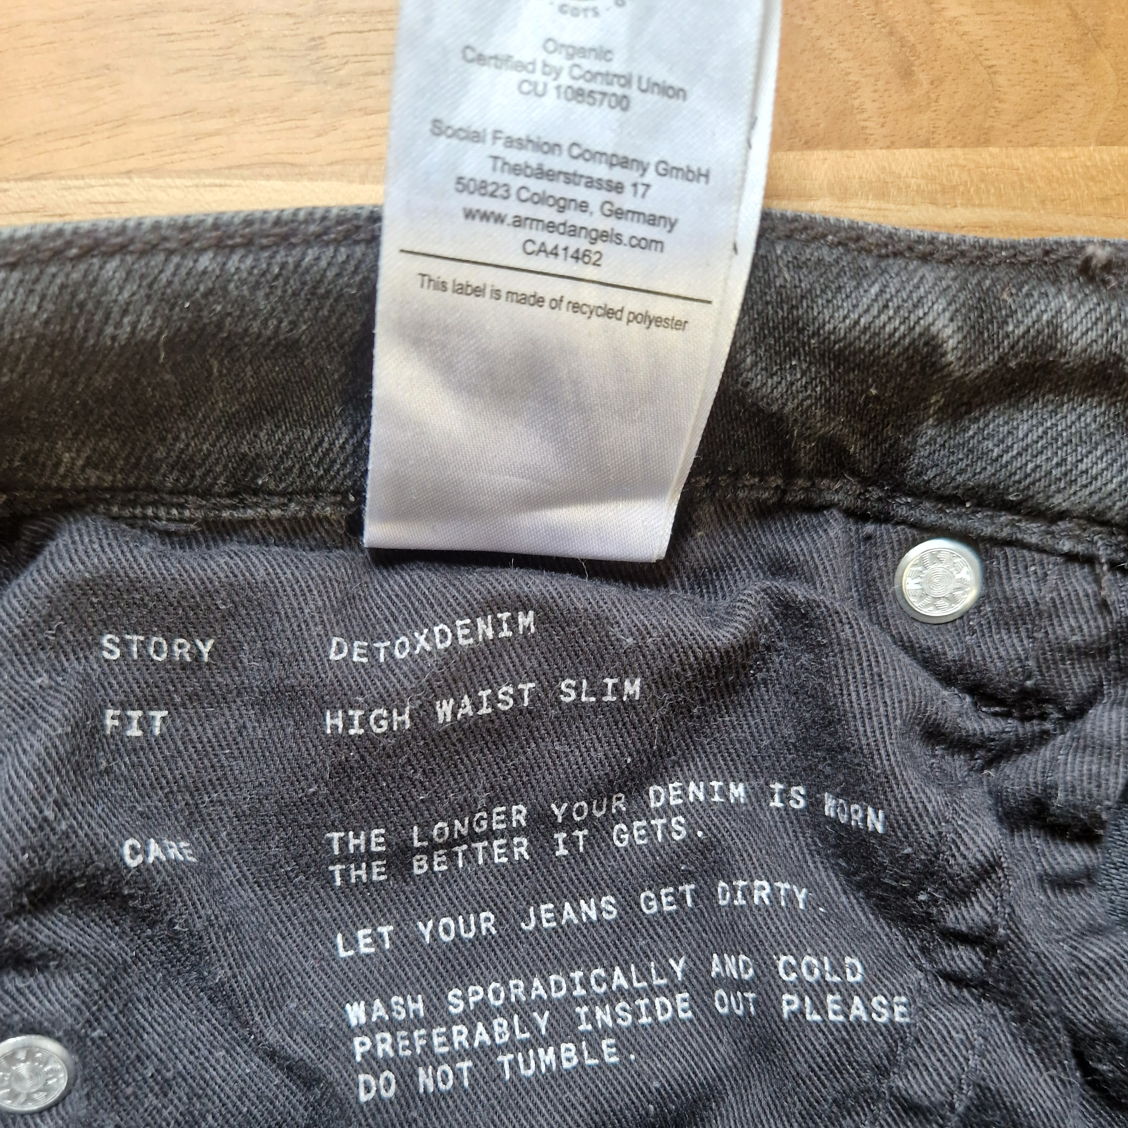 GOTS
Organic
Certified by Control Union
CU 1085700
Social Fashion Company GmbH
Thebäerstrasse 17
50823 Cologne, Germany
www.armedangels.com
CA41462
This label is made of recycled polyester
STORY DETOXDENIM
FIT HIGH WAIST SLIM
CARE THE LONGER YOUR DENIM IS WORN
THE BETTER IT GETS.
LET YOUR JEANS GET DIRTY.
WASH SPORADICALLY AND COLD
PREFERABLY INSIDE OUT PLEASE
DO NOT TUMBLE.